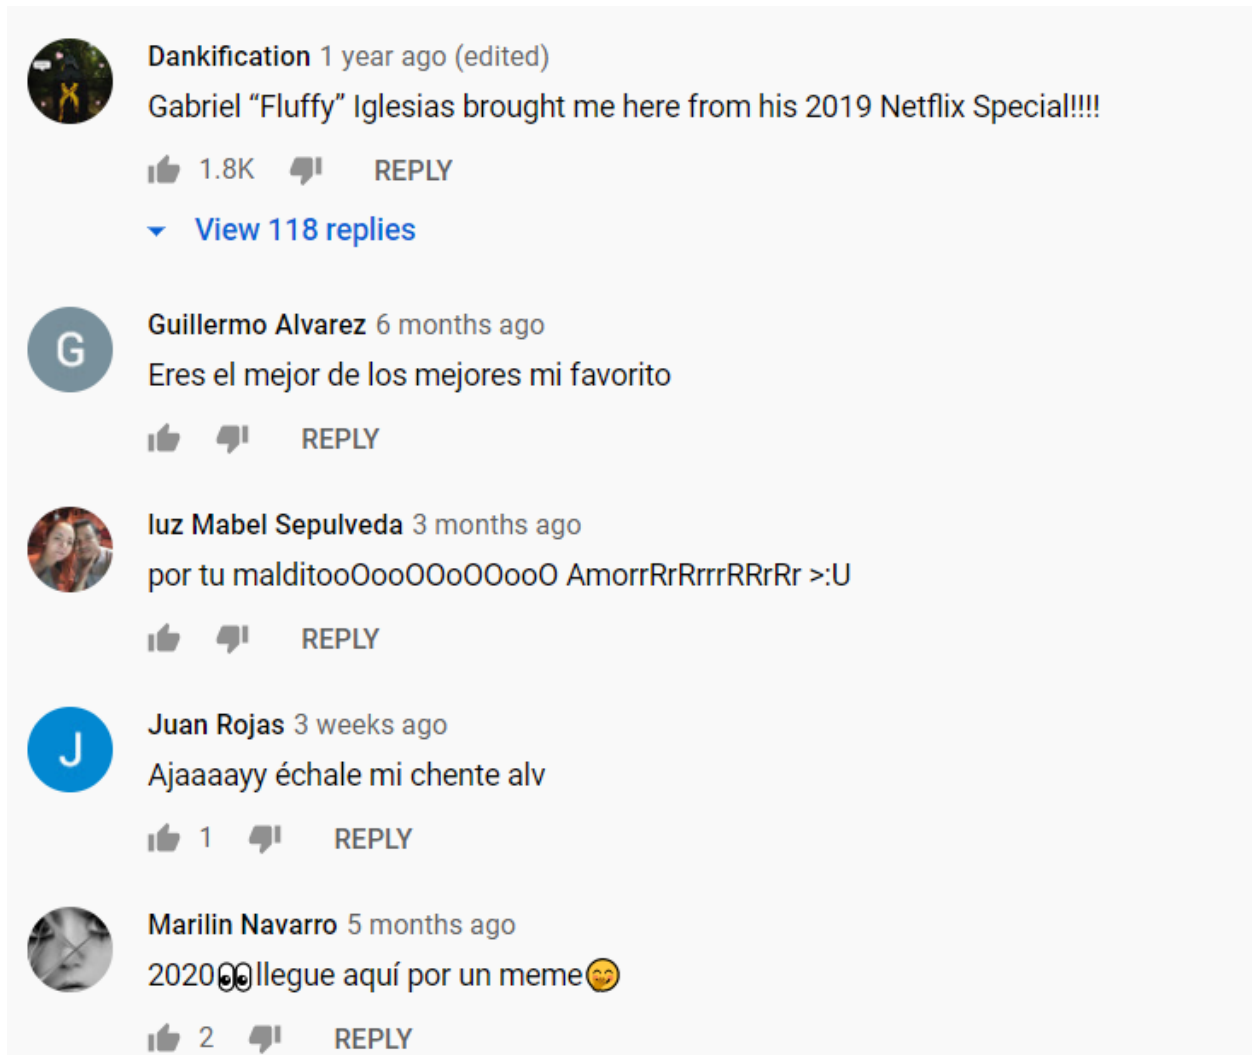 Dankification 1 year ago (edited)
Gabriel “Fluffy” Iglesias brought me here from his 2019 Netflix Special!!!!
1.8K REPLY
View 118 replies
G
Guillermo Alvarez 6 months ago
Eres el mejor de los mejores mi favorito
REPLY
luz Mabel Sepulveda 3 months ago
por tu malditooOooOOoOOooO AmorrRrRrrrRRrRr >:U
REPLY
J
Juan Rojas 3 weeks ago
Ajaaaayy échale mi chente alv
1 REPLY
Marilin Navarro 5 months ago
2020👀llegue aquí por un meme🤭
2 REPLY